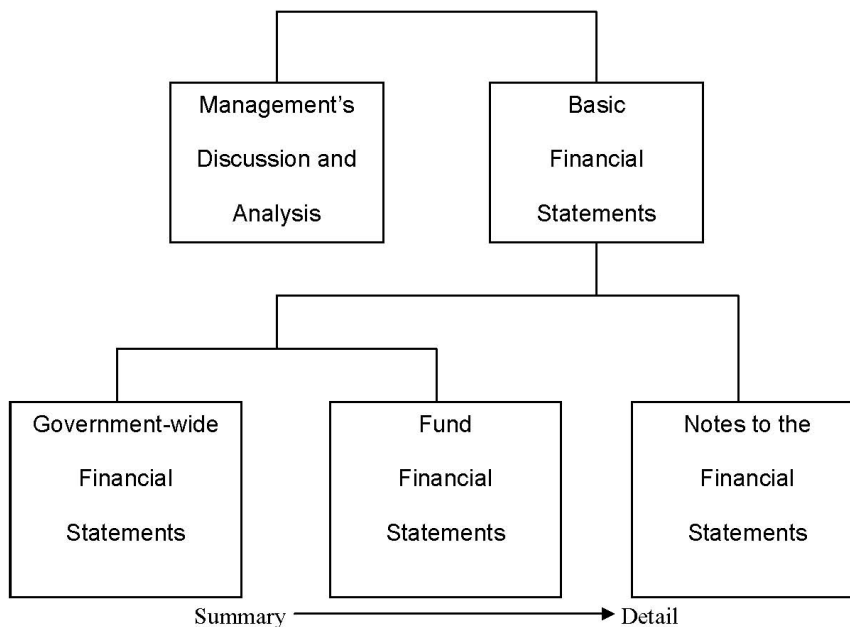 Management's
Discussion and
Analysis
Basic
Financial
Statements
Government-wide
Financial
Statements
Fund
Financial
Statements
Notes to the
Financial
Statements
Summary
Detail